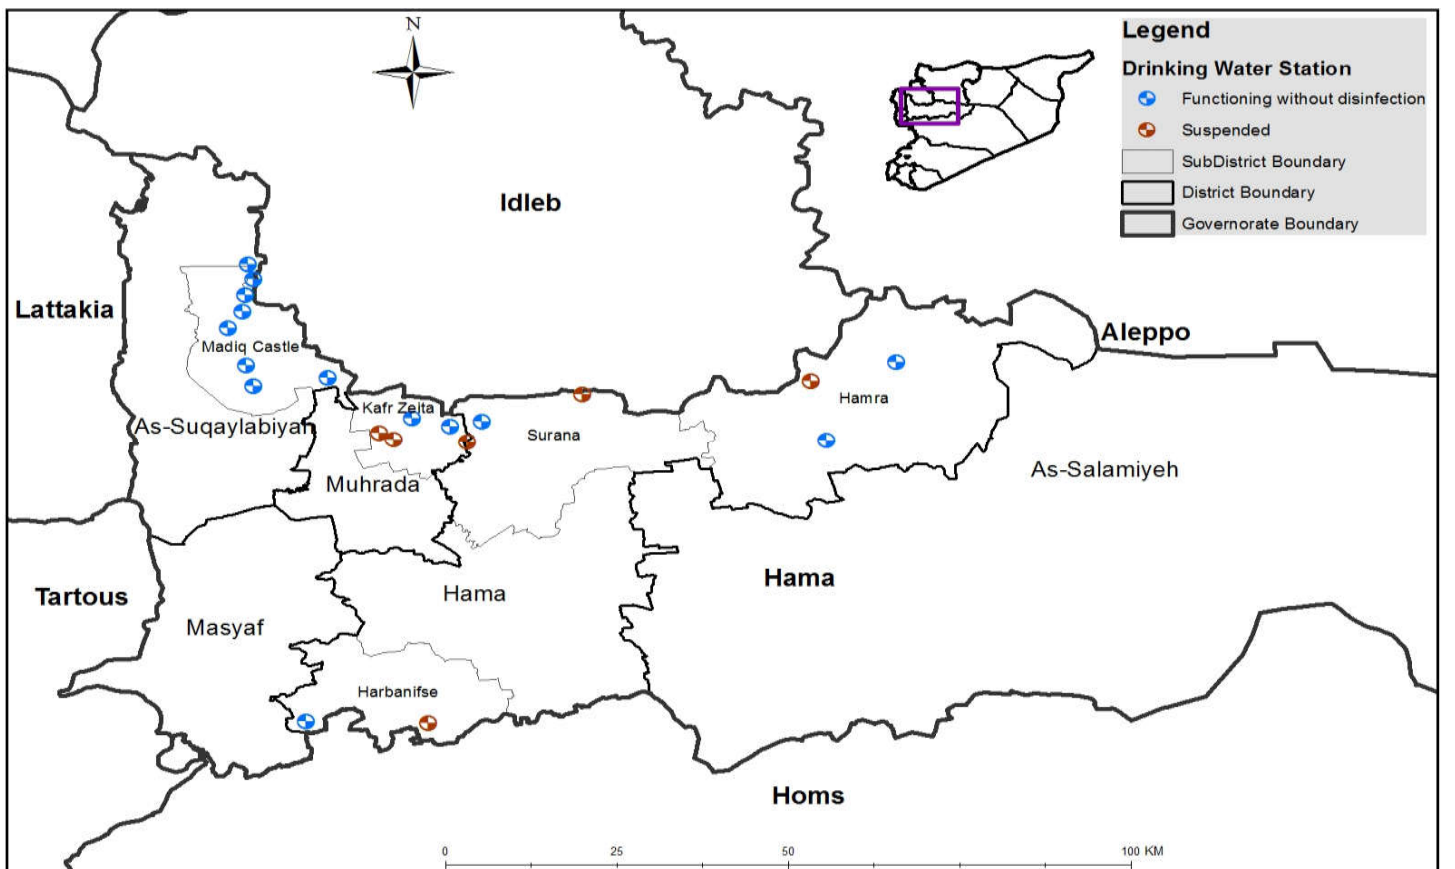 N
Legend
Drinking Water Station
Functioning without disinfection
Suspended
SubDistrict Boundary
District Boundary
Governorate Boundary
Idleb
Lattakia
Aleppo
Madiq Castle
Hamra
Kafr Zejta
As-Suqaylabiyah
Surana
As-Salamiyeh
Muhrada
Hama
Hama
Tartous
Masyaf
Harbanifse
Homs
0 25 50 100 KM